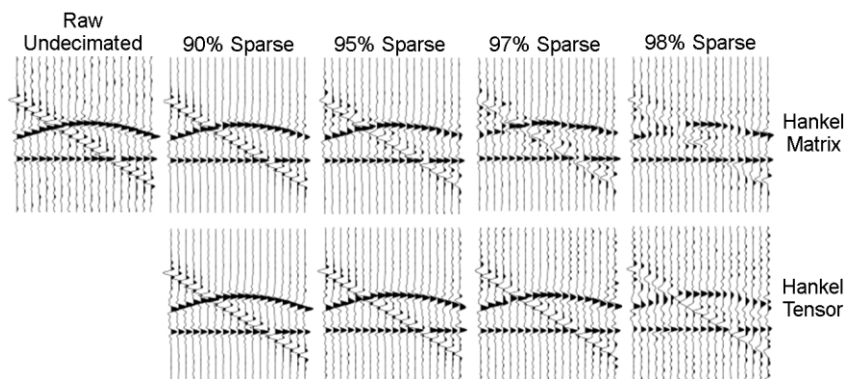 Raw
Undecimated
90% Sparse
95% Sparse
97% Sparse
98% Sparse
Hankel
Matrix
Hankel
Tensor